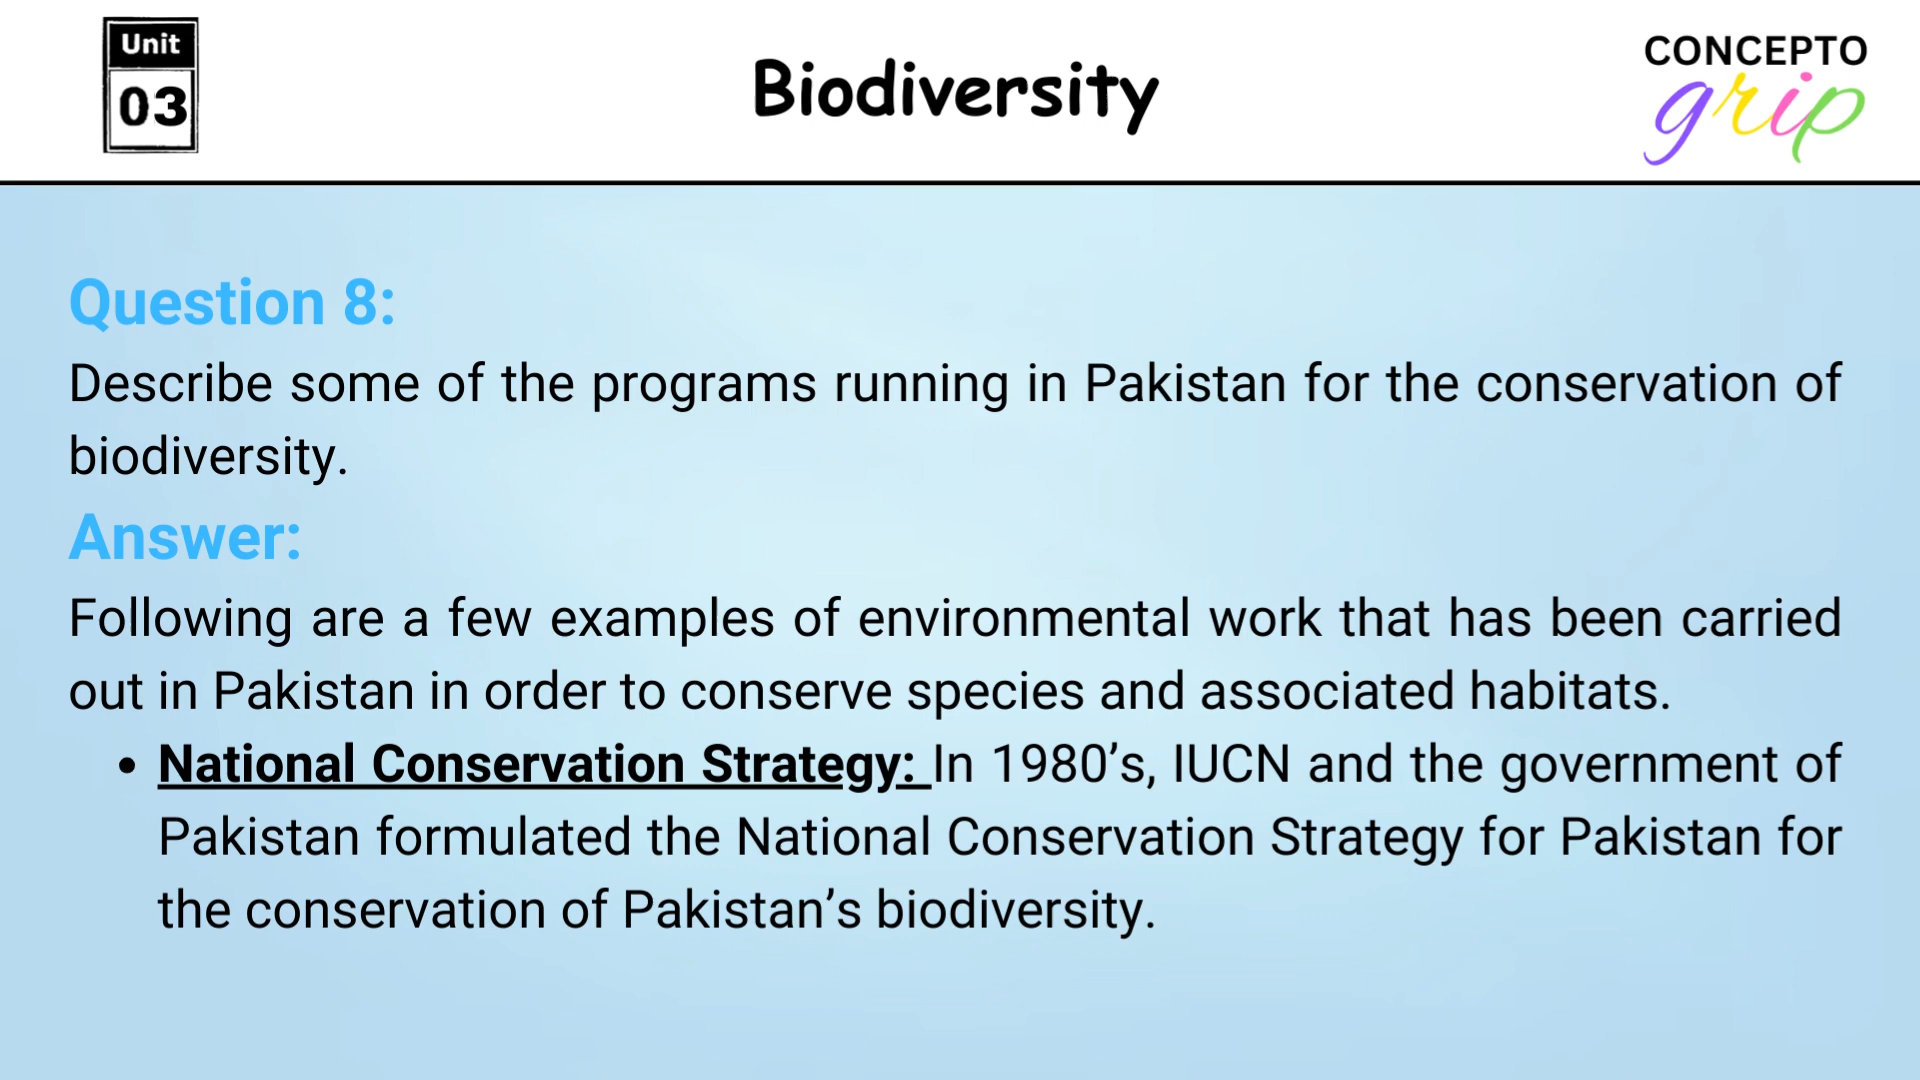 Unit
03
Biodiversity
CONCEPTO
grip
Question 8:
Describe some of the programs running in Pakistan for the conservation of
biodiversity.
Answer:
Following are a few examples of environmental work that has been carried
out in Pakistan in order to conserve species and associated habitats.
• National Conservation Strategy: In 1980’s, IUCN and the government of
Pakistan formulated the National Conservation Strategy for Pakistan for
the conservation of Pakistan’s biodiversity.